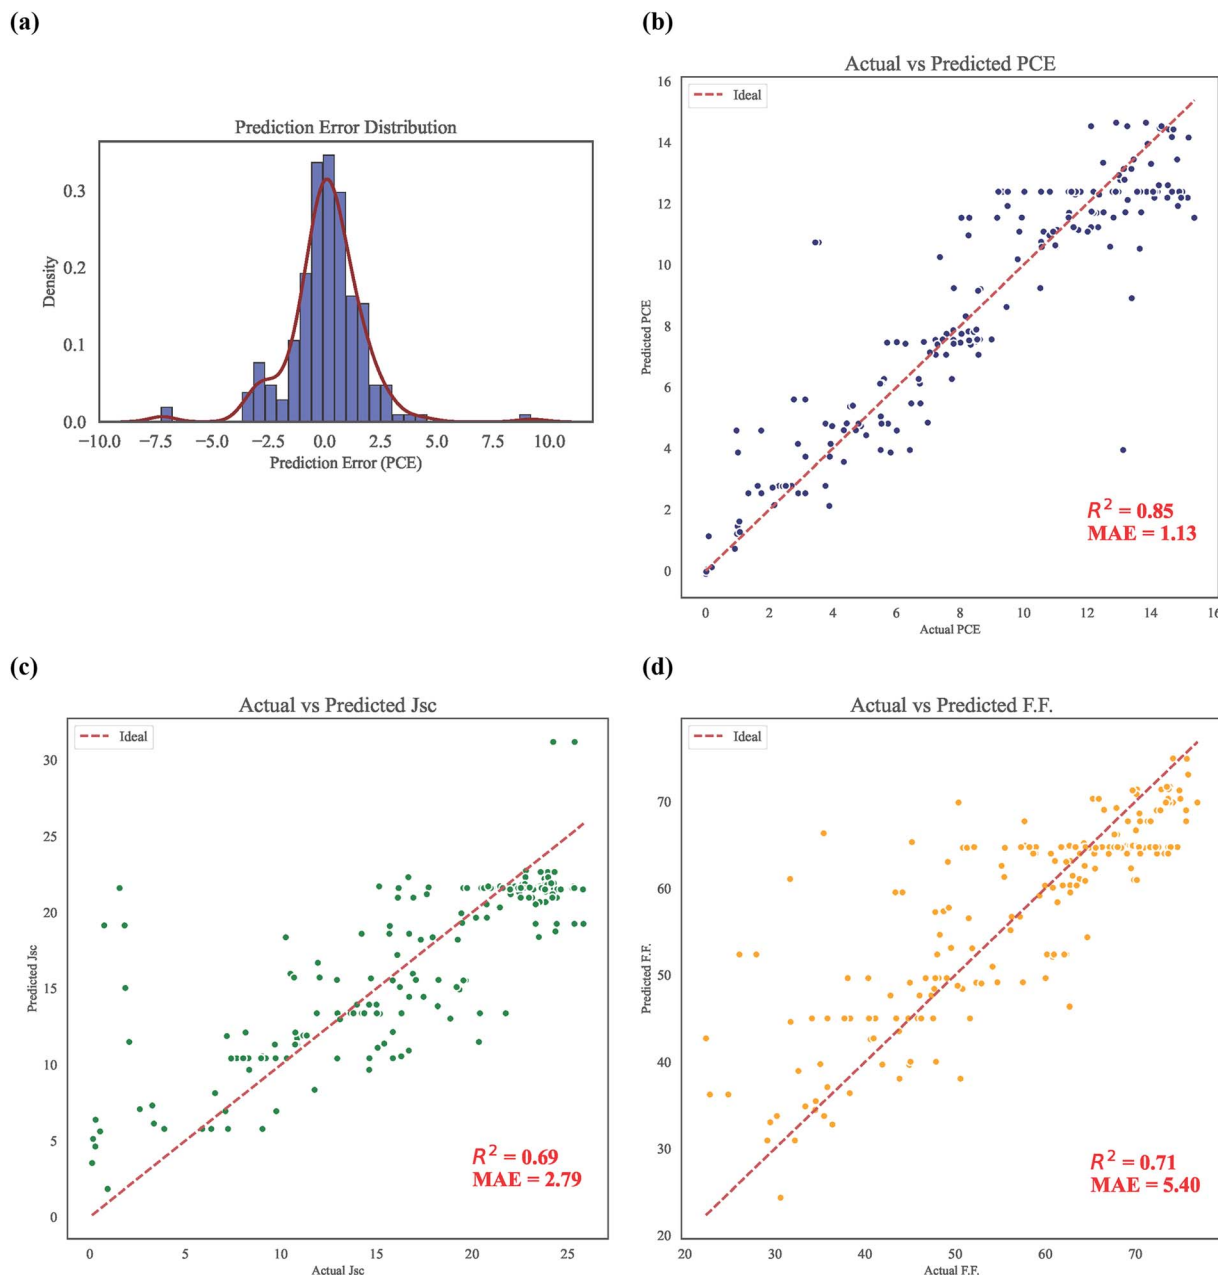 (a)
Prediction Error Distribution
Density
0.3
0.2
0.1
0.0
−10.0 −7.5 −5.0 −2.5 0.0 2.5 5.0 7.5 10.0
Prediction Error (PCE)
(b)
Actual vs Predicted PCE
Ideal
Predicted PCE
16
14
12
10
8
6
4
2
0
R² = 0.85
MAE = 1.13
0 2 4 6 8 10 12 14 16
Actual PCE
(c)
Actual vs Predicted Jsc
Ideal
Predicted Jsc
30
25
20
15
10
5
0
R² = 0.69
MAE = 2.79
0 5 10 15 20 25
Actual Jsc
(d)
Actual vs Predicted F.F.
Ideal
Predicted F.F.
70
60
50
40
30
20
R² = 0.71
MAE = 5.40
20 30 40 50 60 70
Actual F.F.